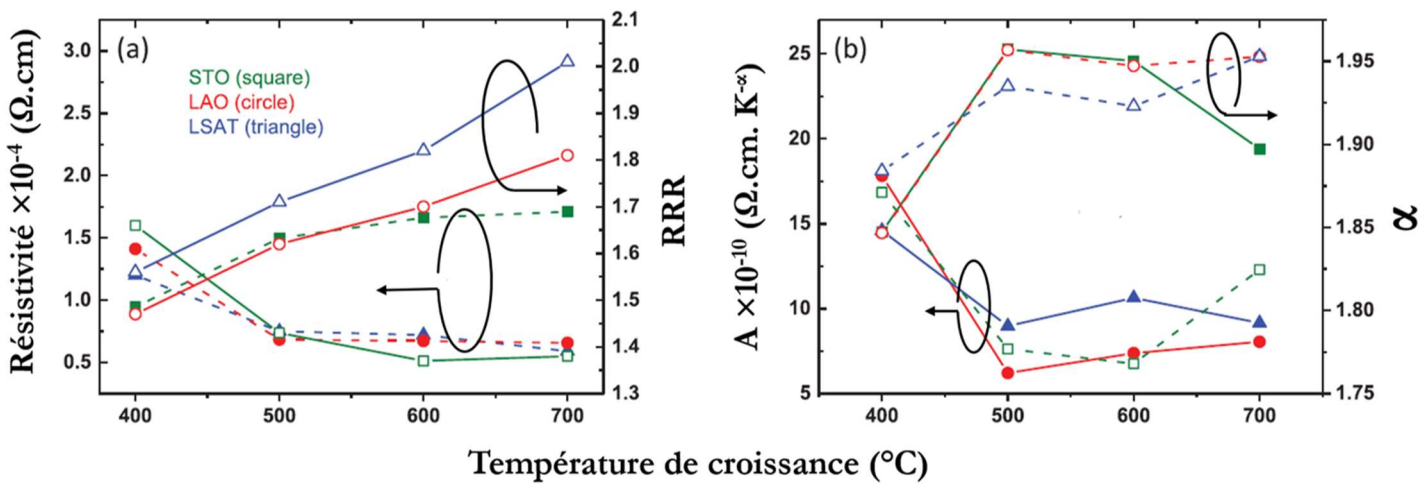 (a)
STO (square)
LAO (circle)
LSAT (triangle)
Résistivité ×10⁻⁴ (Ω.cm)
3.0
2.5
2.0
1.5
1.0
0.5
400 500 600 700
2.1
2.0
1.9
1.8
1.7
1.6
1.5
1.4
1.3
RRR
(b)
A ×10⁻¹⁰ (Ω.cm. K⁻ᵅ)
25
20
15
10
5
400 500 600 700
1.95
1.90
1.85
1.80
1.75
α
Température de croissance (°C)